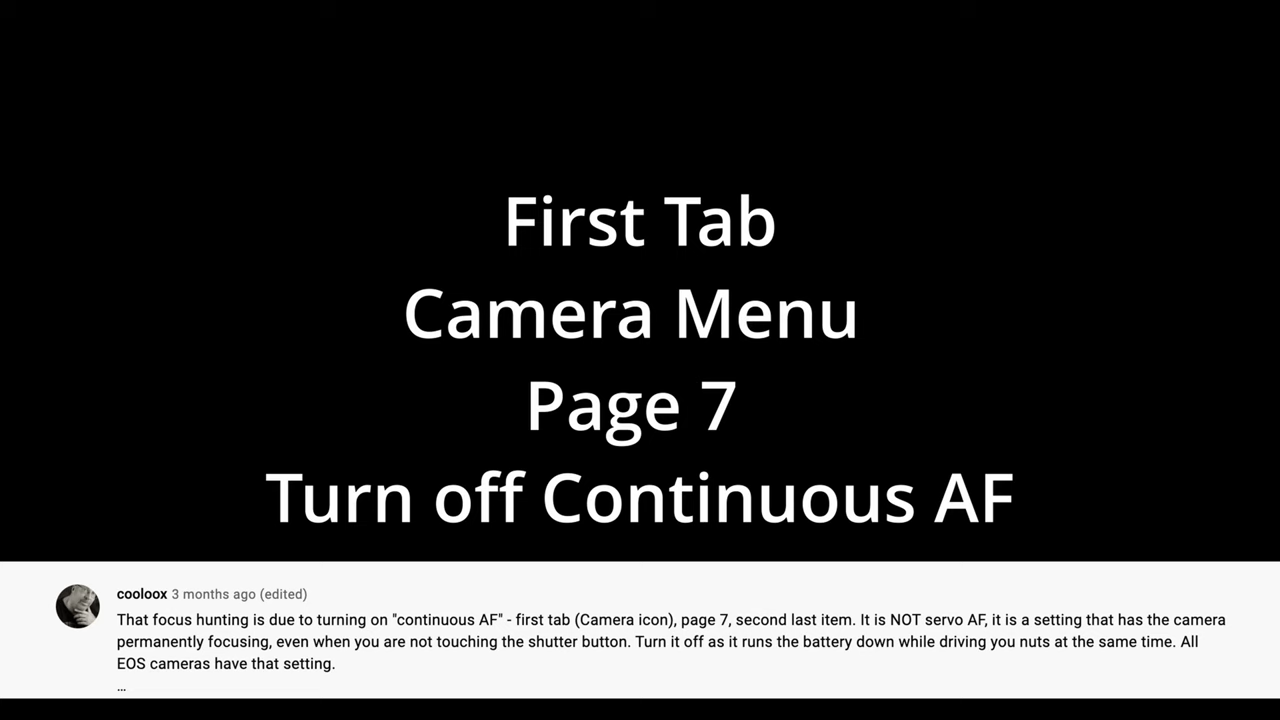 First Tab
Camera Menu
Page 7
Turn off Continuous AF
cooloox 3 months ago (edited)
That focus hunting is due to turning on "continuous AF" - first tab (Camera icon), page 7, second last item. It is NOT servo AF, it is a setting that has the camera
permanently focusing, even when you are not touching the shutter button. Turn it off as it runs the battery down while driving you nuts at the same time. All
EOS cameras have that setting.
...